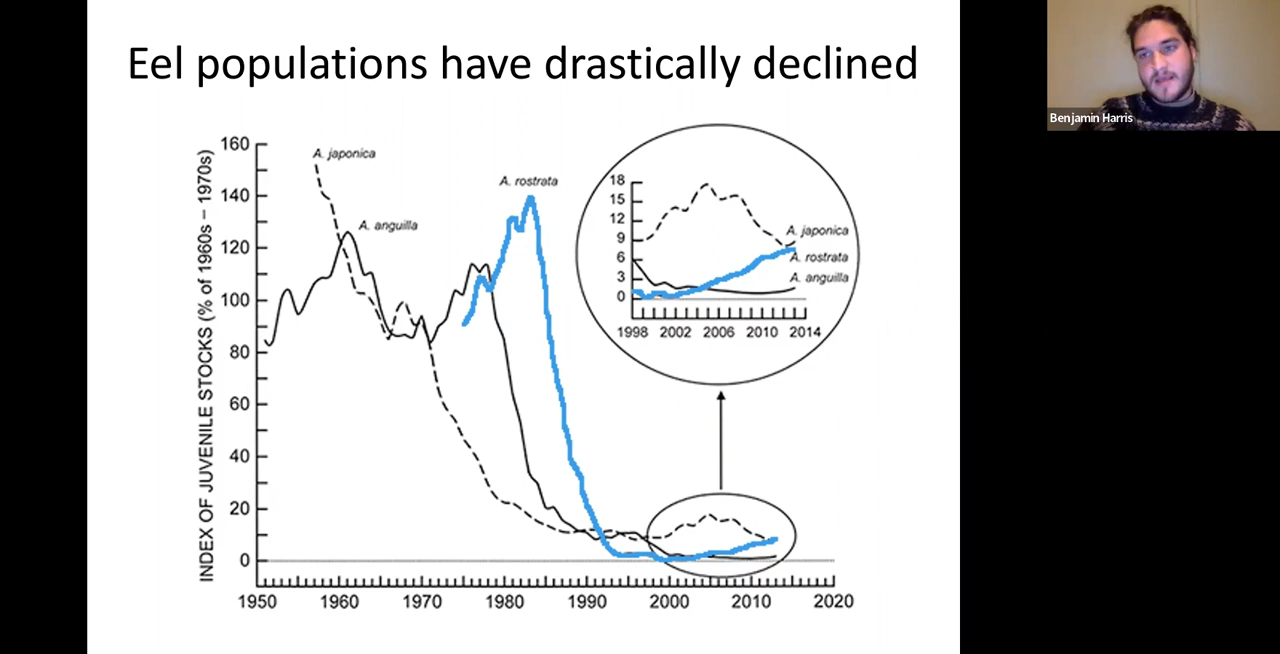 Eel populations have drastically declined
Benjamin Harris
INDEX OF JUVENILE STOCKS (% of 1960s – 1970s)
160
140
120
100
80
60
40
20
0
1950 1960 1970 1980 1990 2000 2010 2020
A. japonica
A. anguilla
A. rostrata
18
15
12
9
6
3
0
1998 2002 2006 2010 2014
A. japonica
A. rostrata
A. anguilla